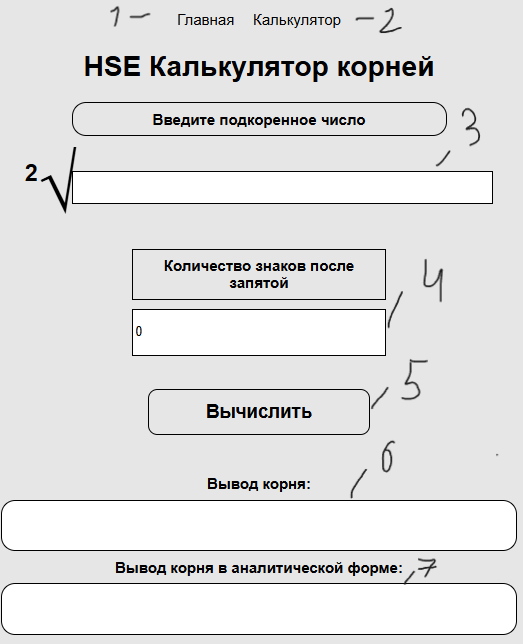 1 - Главная Калькулятор - 2
HSE Калькулятор корней
Введите подкоренное число
3
2
Количество знаков после
запятой
4
0
5
Вычислить
6
Вывод корня:
Вывод корня в аналитической форме: 7